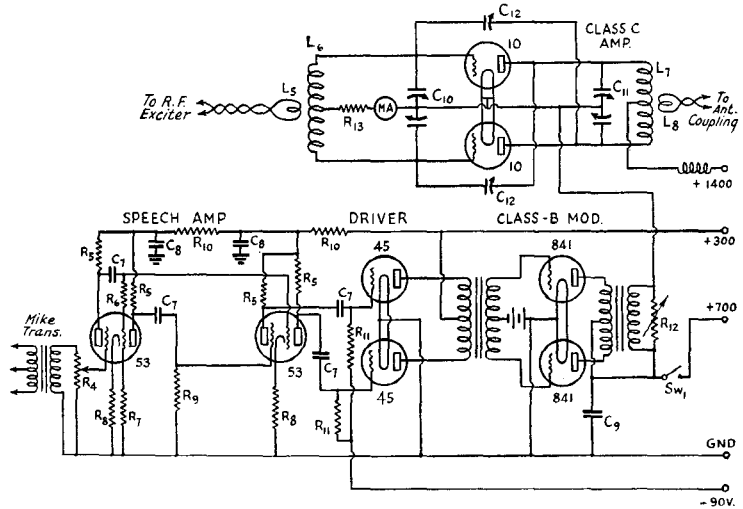 C12
CLASS C
AMP.
L6
10
L7
L5
To R.F.
Exciter
MA
C10
C11
To
Ant.
Coupling
R13
L8
10
+ 1400
C12
SPEECH AMP
DRIVER
CLASS-B MOD.
+300
R5
C8
R10
C8
R10
45
841
C7
R6
R5
C7
R5
R5
C7
+700
Mike
Trans.
R11
R12
R4
53
53
C7
45
841
Sw1
R8
R7
R9
R8
R11
C9
GND
-90V.